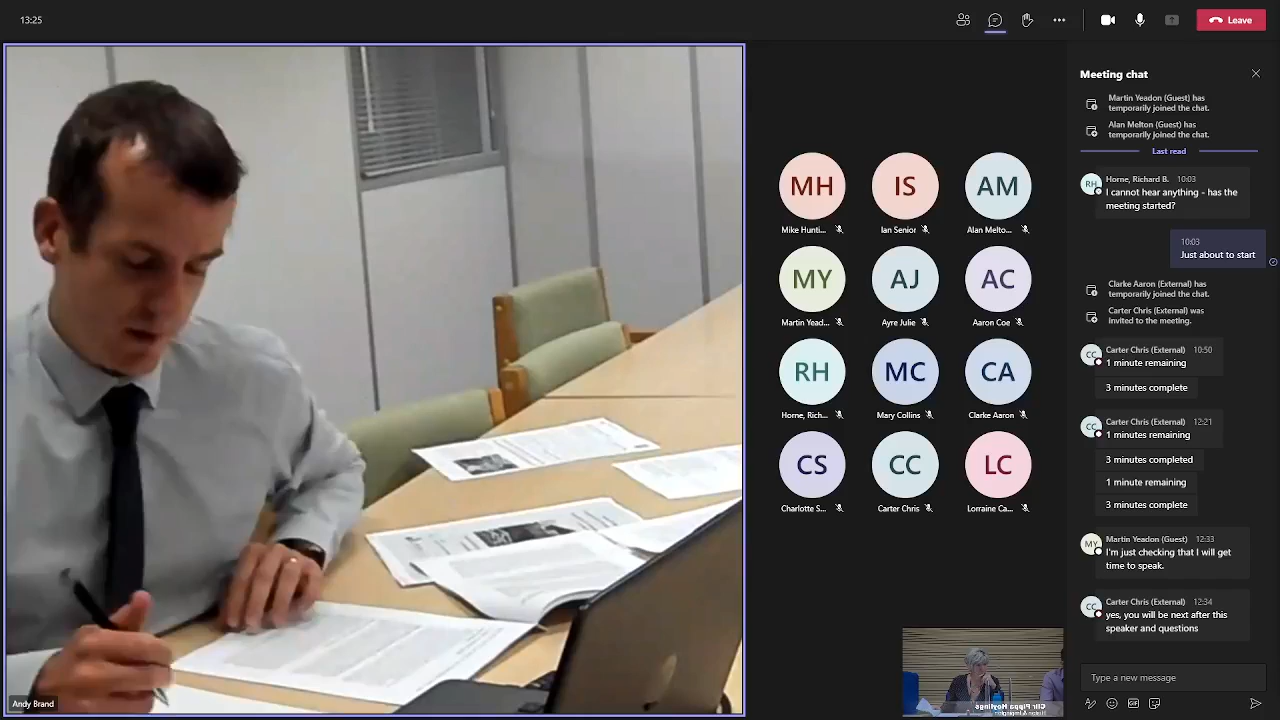 13:25
Leave
Meeting chat
Martin Yeadon (Guest) has
temporarily joined the chat.
Alan Melton (Guest) has
temporarily joined the chat.
Last read
RH
Horne, Richard B. 10:03
I cannot hear anything - has the
meeting started?
10:03
Just about to start
Clarke Aaron (External) has
temporarily joined the chat.
Carter Chris (External) was
invited to the meeting.
CC
Carter Chris (External) 10:50
1 minute remaining
3 minutes complete
CC
Carter Chris (External) 12:21
1 minutes remaining
3 minutes completed
1 minute remaining
3 minutes complete
MY
Martin Yeadon (Guest) 12:33
I'm just checking that I will get
time to speak.
CC
Carter Chris (External) 12:34
yes, you will be next after this
speaker and questions
Type a new message
MH IS AM
Mike Hunti... Ian Senior Alan Melto...
MY AJ AC
Martin Yead... Ayre Julie Aaron Coe
RH MC CA
Horne, Rich... Mary Collins Clarke Aaron
CS CC LC
Charlotte S... Carter Chris Lorraine Ca...
Andy Brand